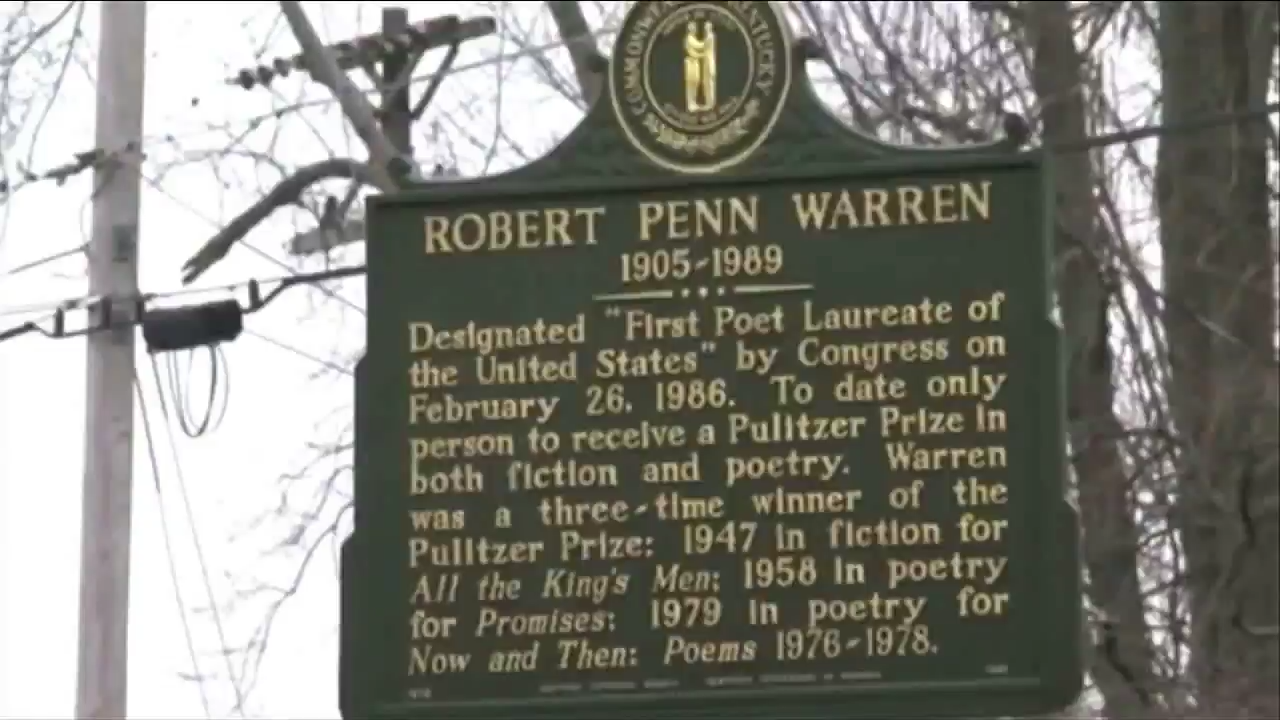 COMMONW KENTUCKY
ROBERT PENN WARREN
1905-1989
Designated "First Poet Laureate of
the United States" by Congress on
February 26, 1986. To date only
person to receive a Pulitzer Prize in
both fiction and poetry. Warren
was a three-time winner of the
Pulitzer Prize: 1947 in fiction for
All the King's Men; 1958 in poetry
for Promises; 1979 in poetry for
Now and Then: Poems 1976-1978.